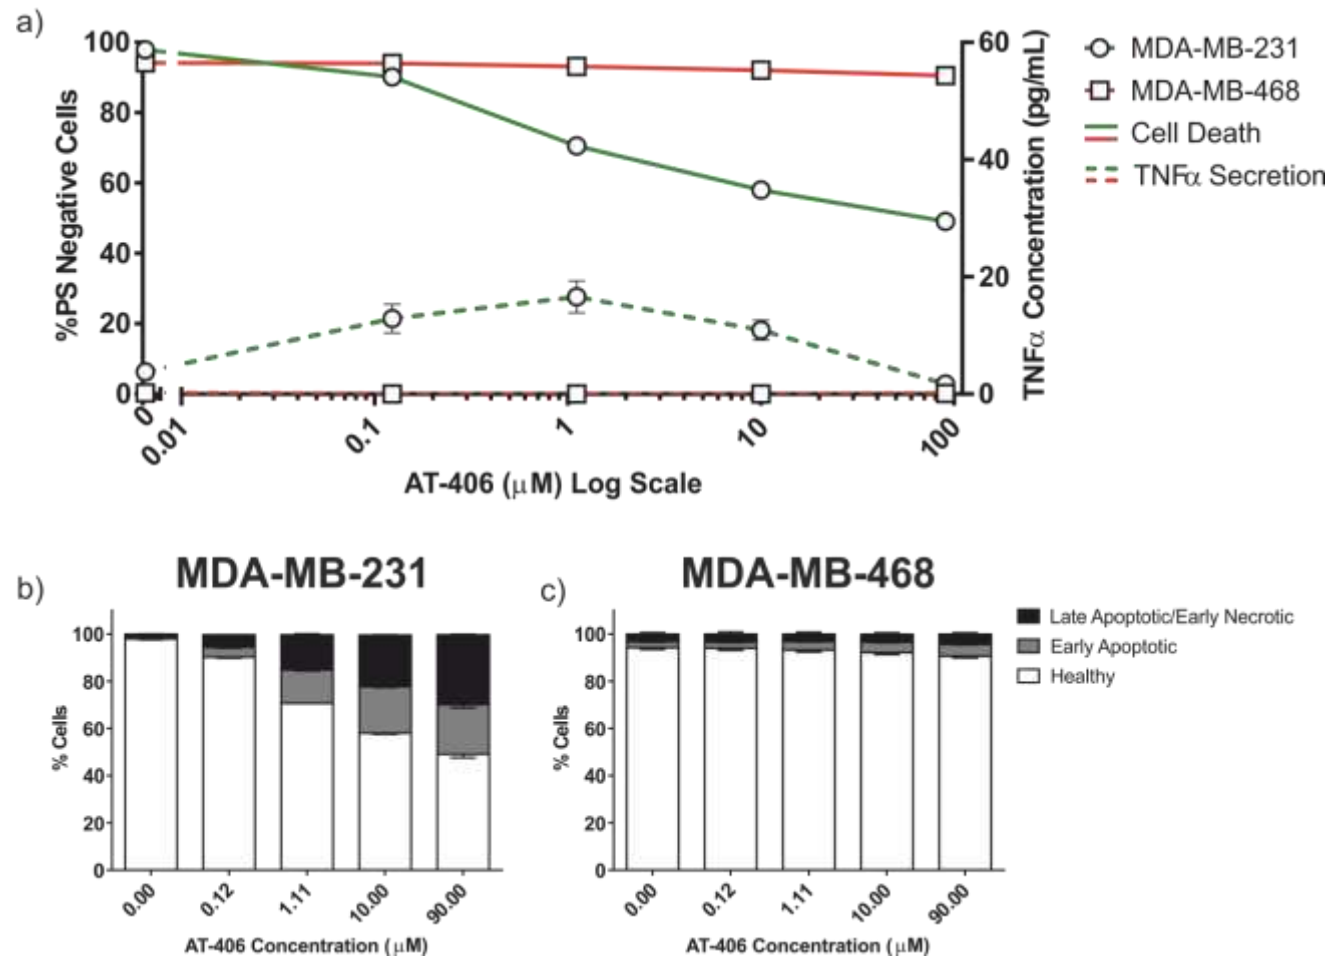 a)
100
80
60
40
20
0
%PS Negative Cells
60
40
20
0
TNFα Concentration (pg/mL)
MDA-MB-231
MDA-MB-468
Cell Death
TNFα Secretion
0
0.01
0.1
1
10
100
AT-406 (μM) Log Scale
b)
MDA-MB-231
100
80
60
40
20
0
% Cells
0.00
0.12
1.11
10.00
90.00
AT-406 Concentration (μM)
c)
MDA-MB-468
100
80
60
40
20
0
% Cells
0.00
0.12
1.11
10.00
90.00
AT-406 Concentration (μM)
Late Apoptotic/Early Necrotic
Early Apoptotic
Healthy